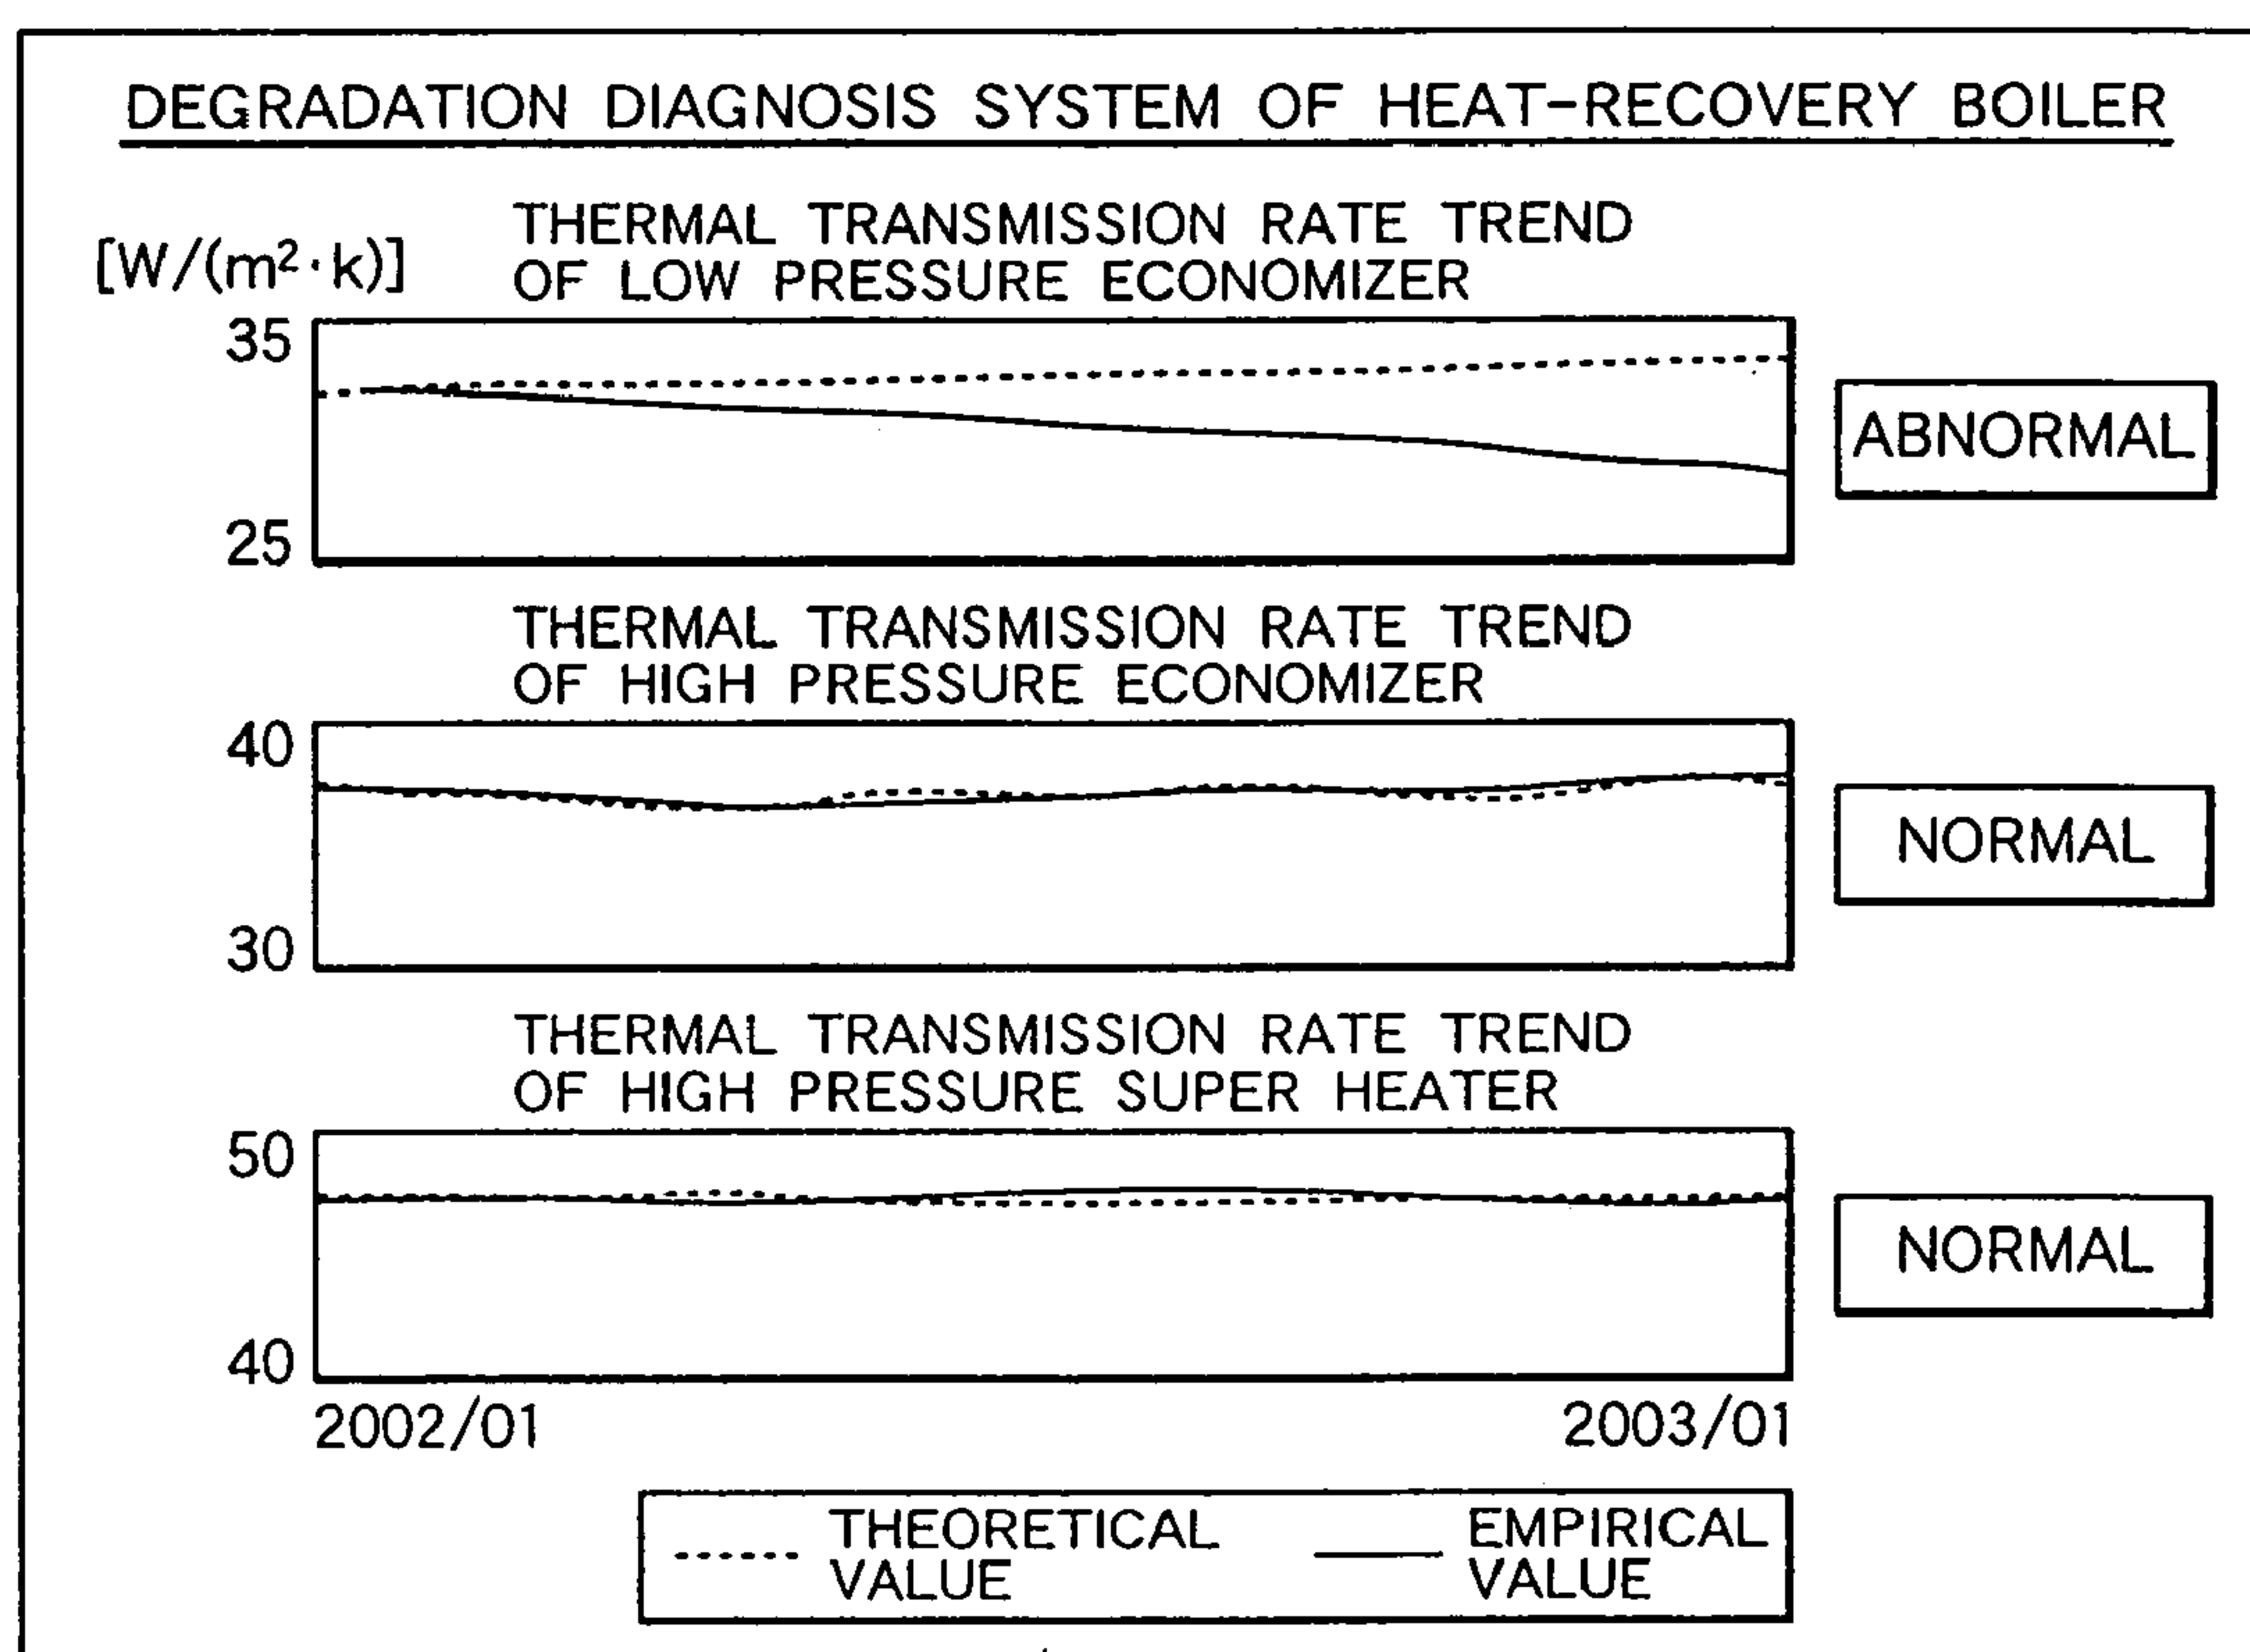 DEGRADATION DIAGNOSIS SYSTEM OF HEAT-RECOVERY BOILER
THERMAL TRANSMISSION RATE TREND
OF LOW PRESSURE ECONOMIZER
[W/(m²·k)]
35
25
ABNORMAL
THERMAL TRANSMISSION RATE TREND
OF HIGH PRESSURE ECONOMIZER
40
30
NORMAL
THERMAL TRANSMISSION RATE TREND
OF HIGH PRESSURE SUPER HEATER
50
40
NORMAL
2002/01
2003/01
THEORETICAL
VALUE
EMPIRICAL
VALUE